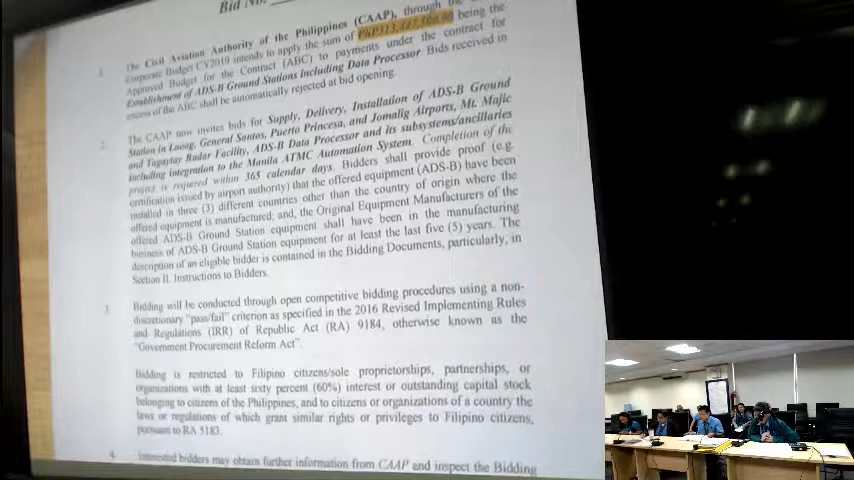 Bid No.
1. The Civil Aviation Authority of the Philippines (CAAP), through the
Corporate Budget CY2019 intends to apply the sum of being the
Approved Budget for the Contract (ABC) to payments under the contract for
Establishment of ADS-B Ground Stations Including Data Processor. Bids received in
excess of the ABC shall be automatically rejected at bid opening.
2. The CAAP now invites bids for Supply, Delivery, Installation of ADS-B Ground
Station in Laoag, General Santos, Puerto Princesa, and Jomalig Airports, Mt. Majic
and Tagaytay Radar Facility, ADS-B Data Processor and its subsystems/ancillaries
including integration to the Manila ATMC Automation System. Completion of the
project is required within 365 calendar days. Bidders shall provide proof (e.g.
certification issued by airport authority) that the offered equipment (ADS-B) have been
installed in three (3) different countries other than the country of origin where the
offered equipment is manufactured; and, the Original Equipment Manufacturers of the
offered ADS-B Ground Station equipment shall have been in the manufacturing
business of ADS-B Ground Station equipment for at least the last five (5) years. The
description of an eligible bidder is contained in the Bidding Documents, particularly, in
Section II. Instructions to Bidders.
3. Bidding will be conducted through open competitive bidding procedures using a non-
discretionary "pass/fail" criterion as specified in the 2016 Revised Implementing Rules
and Regulations (IRR) of Republic Act (RA) 9184, otherwise known as the
"Government Procurement Reform Act".
Bidding is restricted to Filipino citizens/sole proprietorships, partnerships, or
organizations with at least sixty percent (60%) interest or outstanding capital stock
belonging to citizens of the Philippines, and to citizens or organizations of a country the
laws or regulations of which grant similar rights or privileges to Filipino citizens,
pursuant to RA 5183.
4. Interested bidders may obtain further information from CAAP and inspect the Bidding